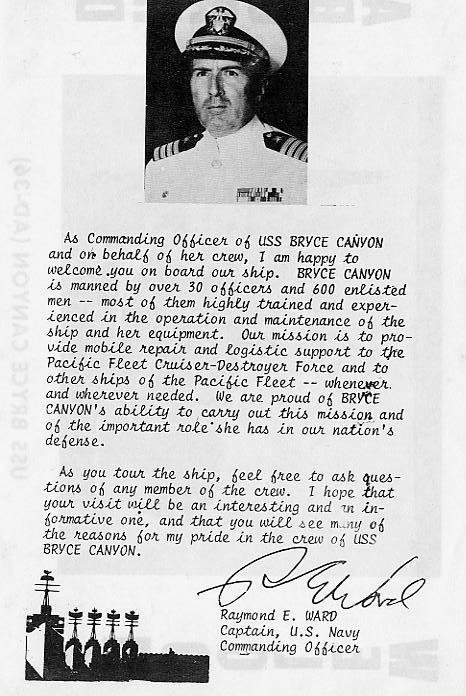 As Commanding Officer of USS BRYCE CANYON
and on behalf of her crew, I am happy to
welcome you on board our ship. BRYCE CANYON
is manned by over 30 officers and 600 enlisted
men -- most of them highly trained and exper-
ienced in the operation and maintenance of the
ship and her equipment. Our mission is to pro-
vide mobile repair and logistic support to the
Pacific Fleet Cruiser-Destroyer Force and to
other ships of the Pacific Fleet -- whenever
and wherever needed. We are proud of BRYCE
CANYON's ability to carry out this mission and
of the important role she has in our nation's
defense.
As you tour the ship, feel free to ask ques-
tions of any member of the crew. I hope that
your visit will be an interesting and an in-
formative one, and that you will see many of
the reasons for my pride in the crew of USS
BRYCE CANYON.
R E Ward
Raymond E. WARD
Captain, U.S. Navy
Commanding Officer
USS BRYCE CANYON (AD-36)